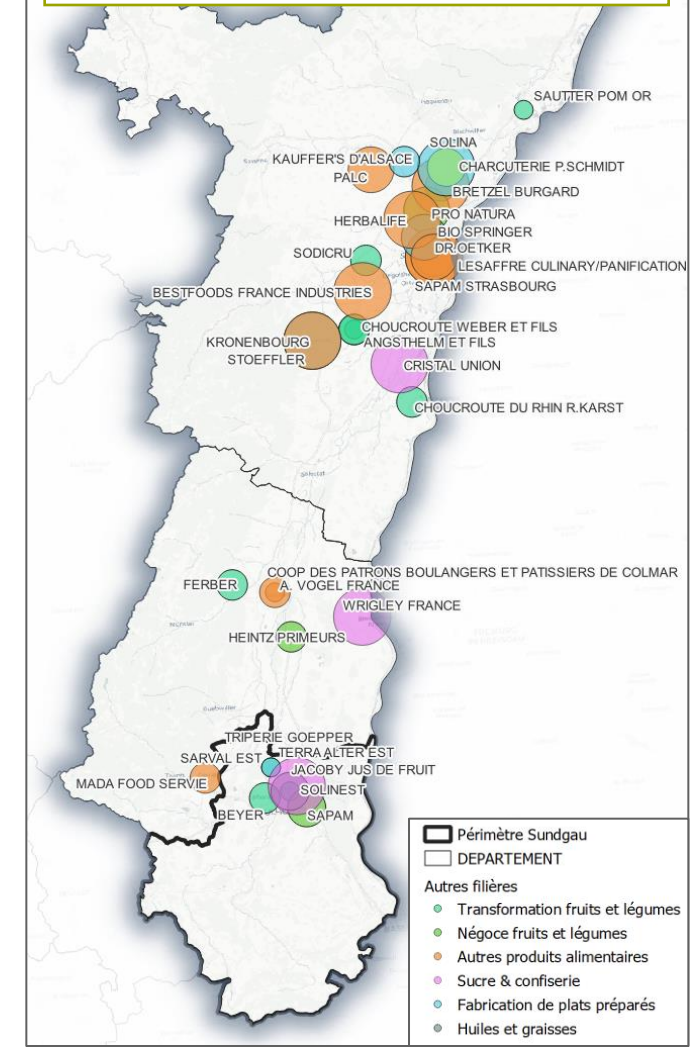 SAUTTER POM OR
SOLINA
KAUFFER'S D'ALSACE
CHARCUTERIE P.SCHMIDT
PALC
BRETZEL BURGARD
HERBALIFE
PRO NATURA
BIO SPRINGER
DR.OETKER
SODICRU
LESAFFRE CULINARY/PANIFICATION
BESTFOODS FRANCE INDUSTRIES
SAPAM STRASBOURG
CHOUCROUTE WEBER ET FILS
KRONENBOURG
ANGSTHELM ET FILS
STOEFFLER
CRISTAL UNION
CHOUCROUTE DU RHIN R.KARST
COOP DES PATRONS BOULANGERS ET PATISSIERS DE COLMAR
FERBER
A. VOGEL FRANCE
WRIGLEY FRANCE
HEINTZ PRIMEURS
TRIPERIE GOEPPER
SARVAL EST
TERRA ALTER EST
JACOBY JUS DE FRUIT
MADA FOOD SERVIE
SOLINEST
BEYER
SAPAM
Périmètre Sundgau
DEPARTEMENT
Autres filières
Transformation fruits et légumes
Négoce fruits et légumes
Autres produits alimentaires
Sucre & confiserie
Fabrication de plats préparés
Huiles et graisses